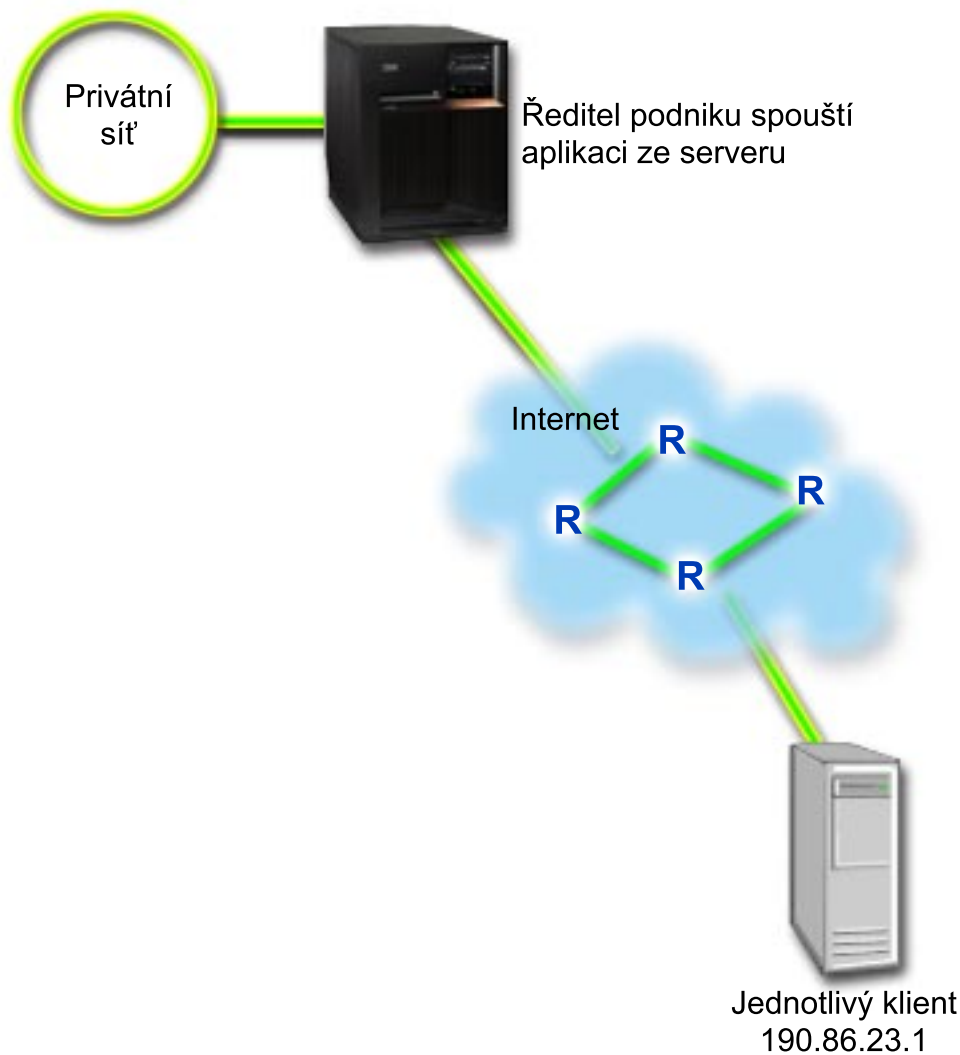 Privátní
síť
Ředitel podniku spouští
aplikaci ze serveru
Internet
R
R
R
R
Jednotlivý klient
190.86.23.1